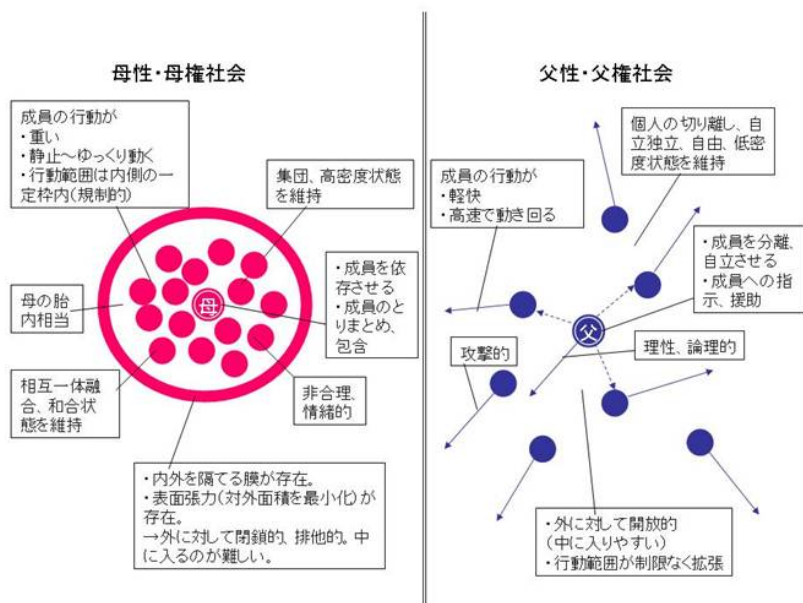 母性・母権社会
成員の行動が
・重い
・静止～ゆっくり動く
・行動範囲は内側の一
定枠内(規制的)
集団、高密度状態
を維持
母の胎
内相当
母
・成員を依
存させる
・成員のと
りまとめ、
包含
相互一体融
合、和合状
態を維持
非合理、
情緒的
・内外を隔てる膜が存在。
・表面張力(対外面積を最小化)が
存在。
→外に対して閉鎖的、排他的。中
に入るのが難しい。
父性・父権社会
個人の切り離し、自
立独立、自由、低密
度状態を維持
成員の行動が
・軽快
・高速で動き回る
・成員を分離、
自立させる
・成員への指
示、援助
父
攻撃的
理性、論理的
・外に対して開放的
(中に入りやすい)
・行動範囲が制限なく拡張